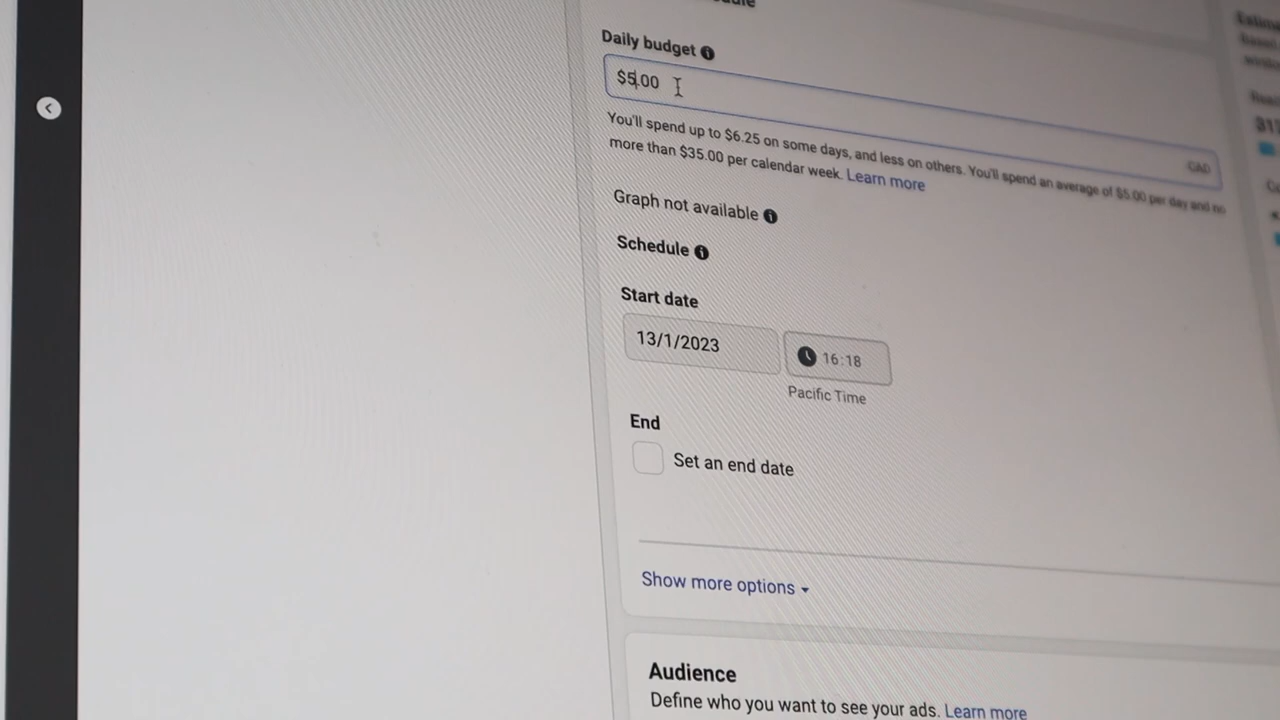 Daily budget
$5.00
CAD
You'll spend up to $6.25 on some days, and less on others. You'll spend an average of $5.00 per day and no
more than $35.00 per calendar week. Learn more
Graph not available
Schedule
Start date
13/1/2023
16:18
Pacific Time
End
Set an end date
Show more options
Audience
Define who you want to see your ads. Learn more